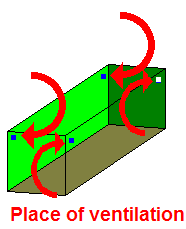 Place of ventilation